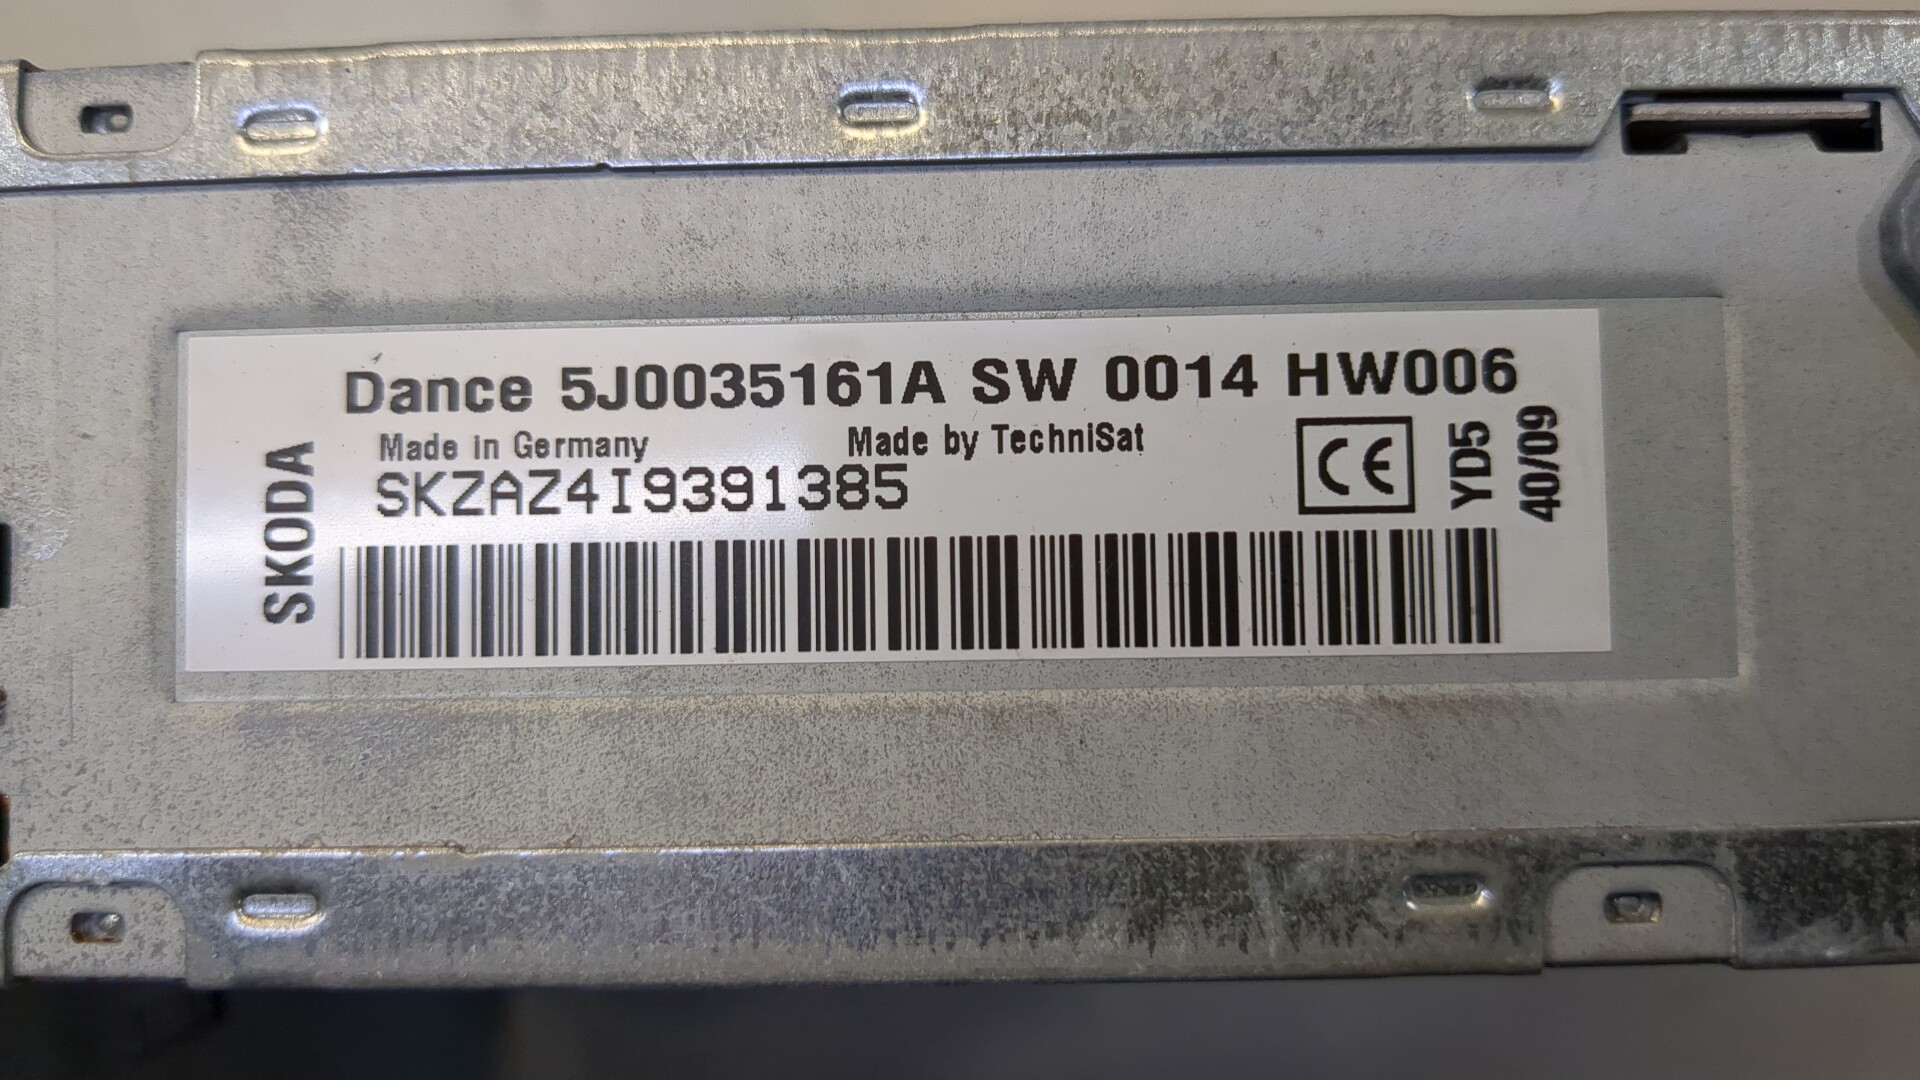 Dance 5J0035161A SW 0014 HW006
Made in Germany Made by TechniSat
SKZAZ4I9391385
SKODA
CE
YD5
40/09